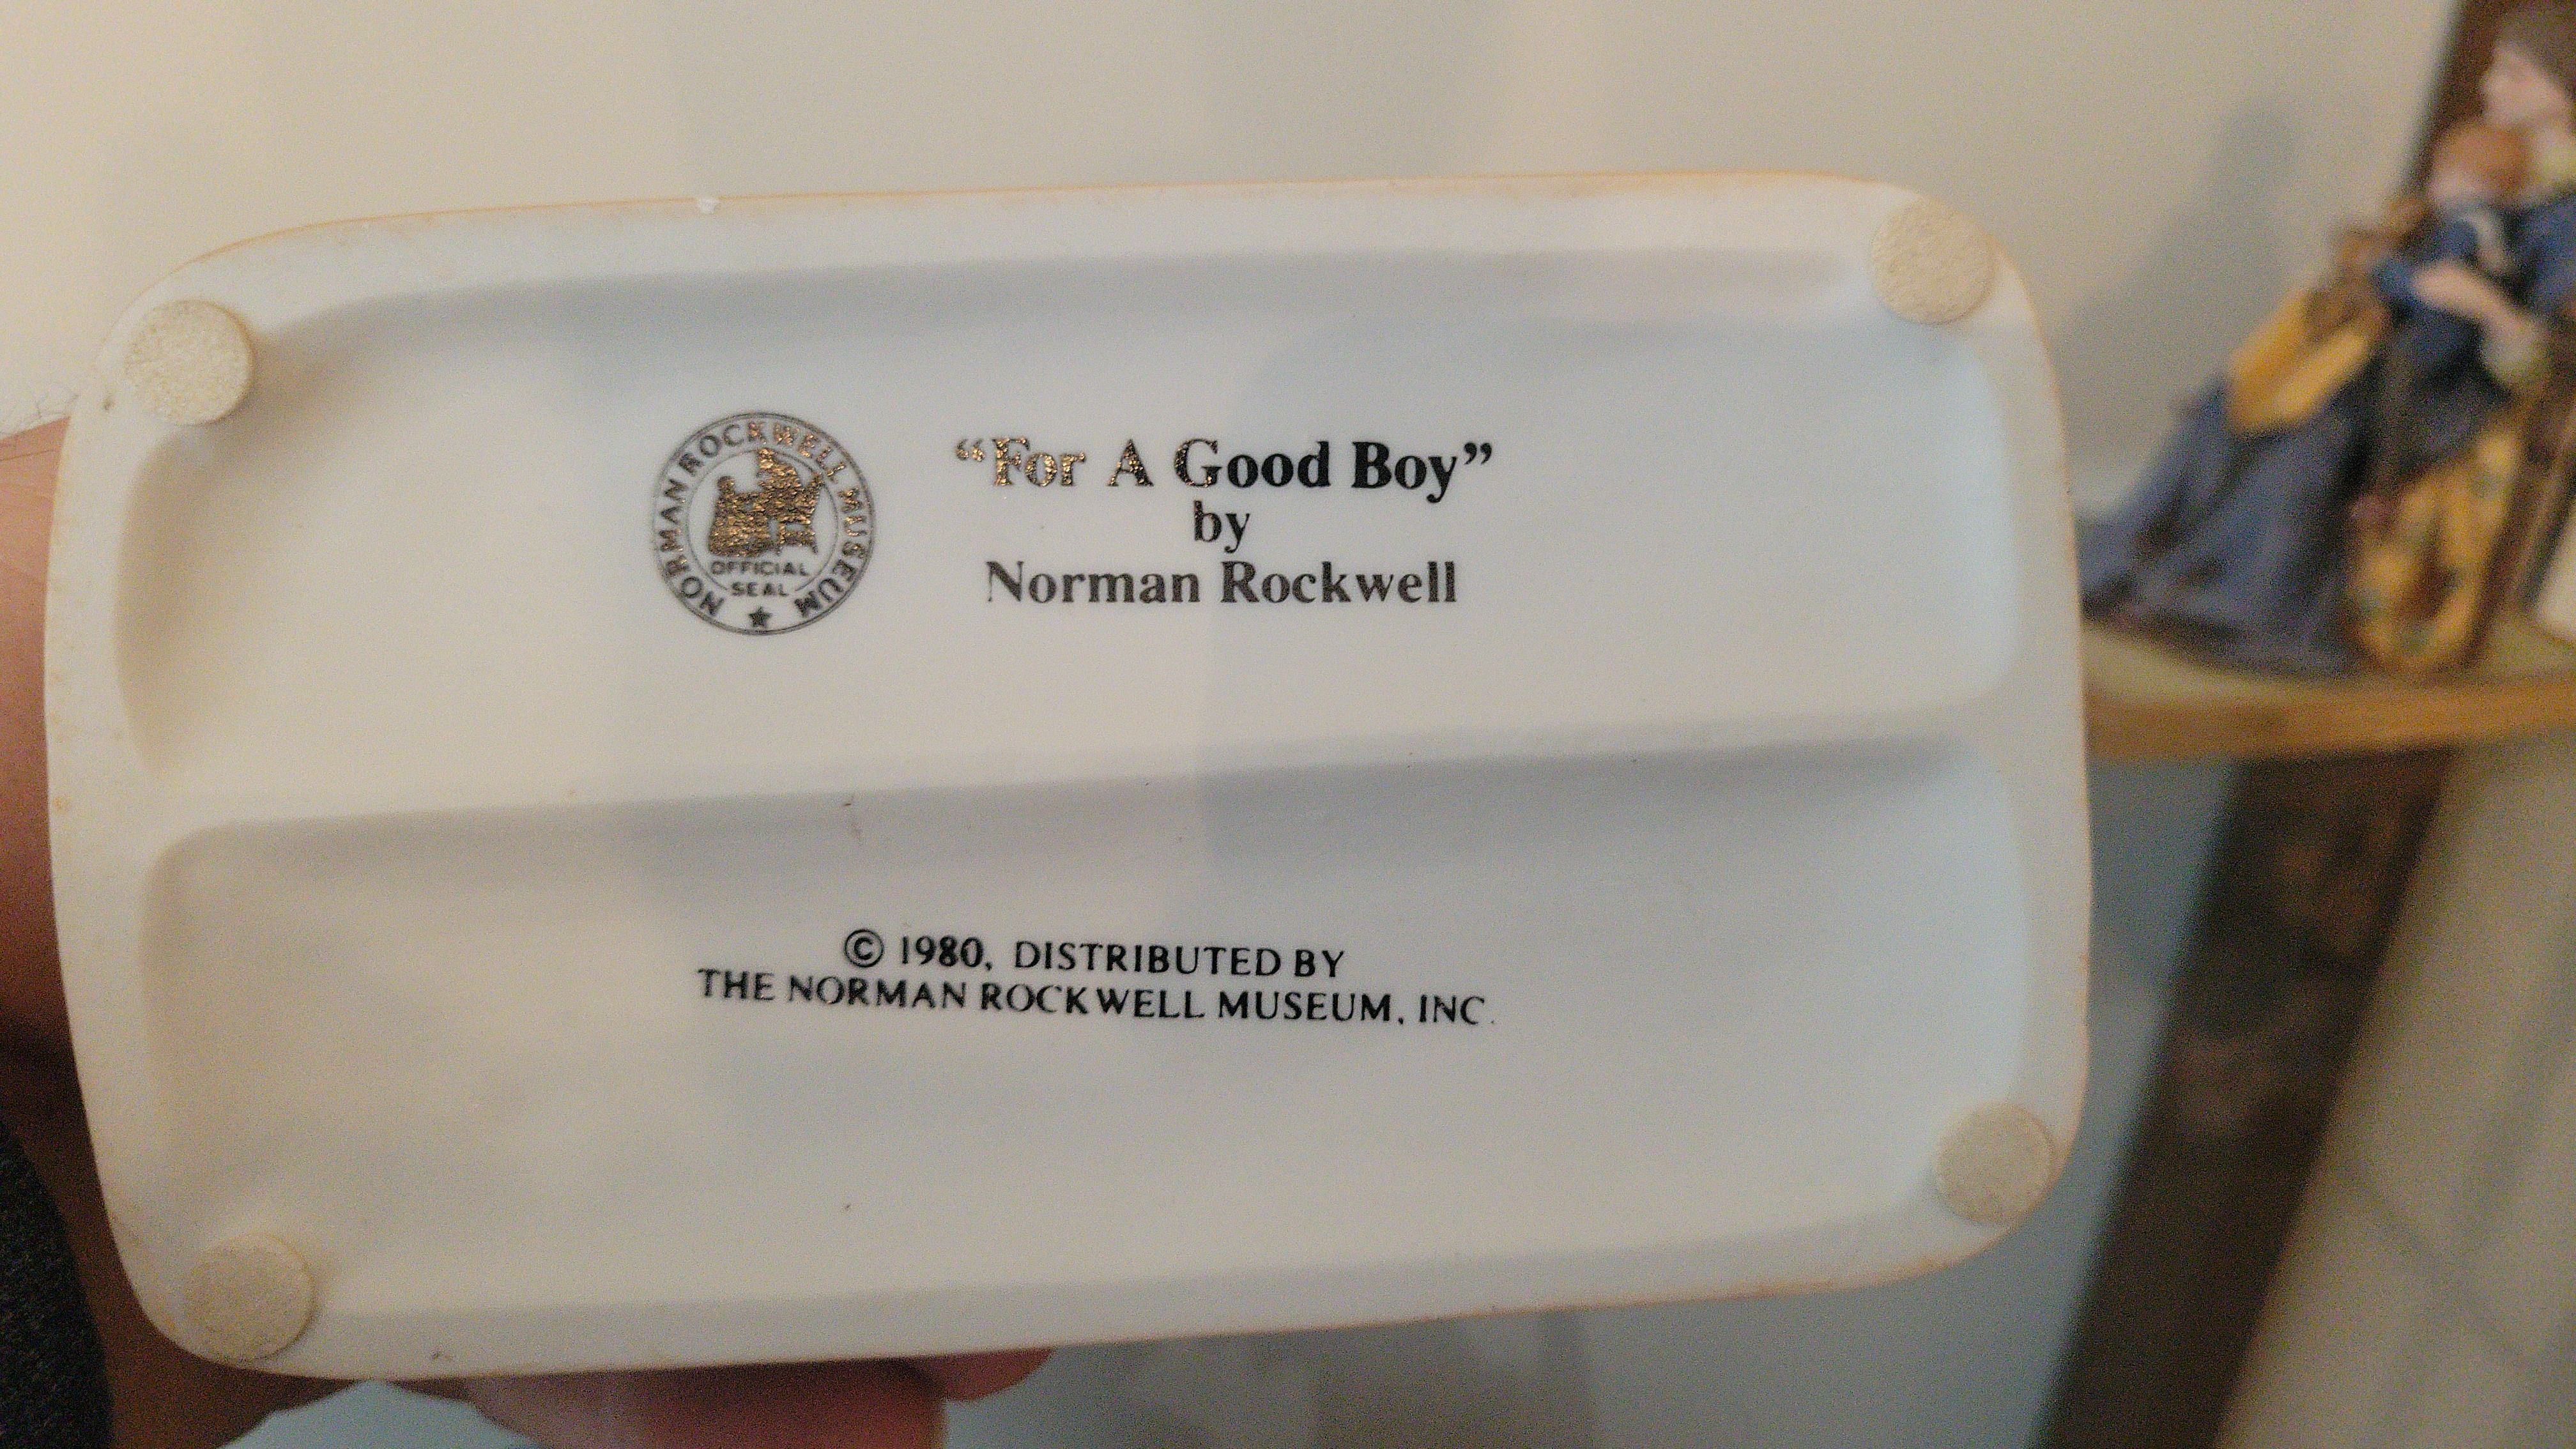 NORMAN ROCKWELL MUSEUM
OFFICIAL
SEAL
“For A Good Boy”
by
Norman Rockwell
© 1980, DISTRIBUTED BY
THE NORMAN ROCKWELL MUSEUM, INC.